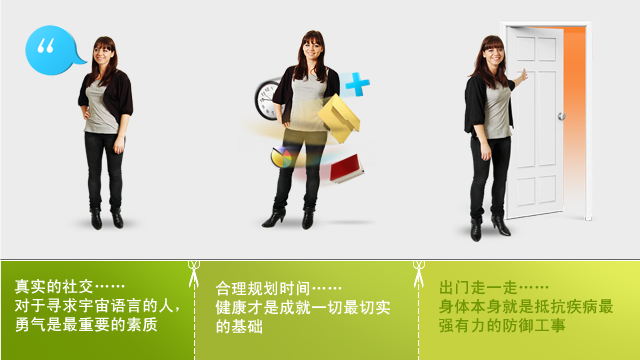 真实的社交……
对于寻求宇宙语言的人，
勇气是最重要的素质
合理规划时间……
健康才是成就一切最切实
的基础
出门走一走……
身体本身就是抵抗疾病最
强有力的防御工事